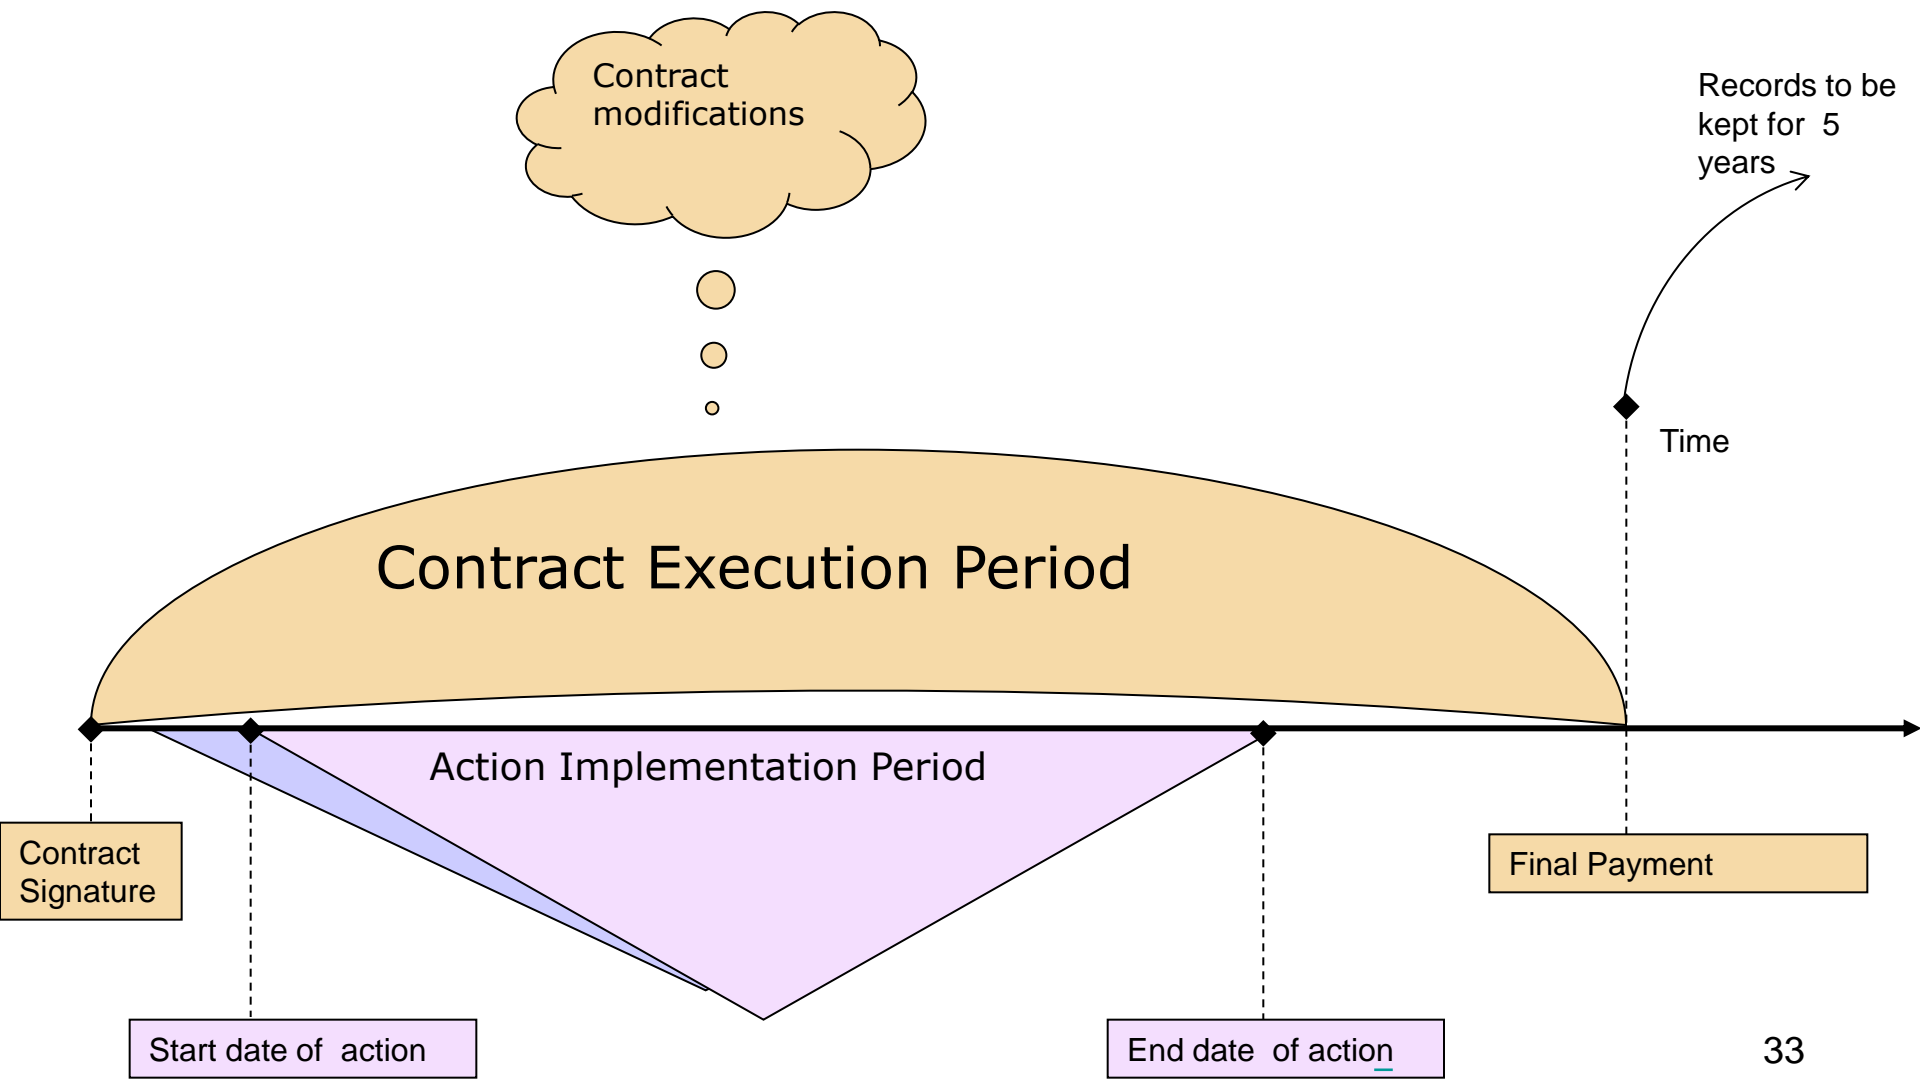 Contract
modifications
Records to be
kept for 5
years
Time
Contract Execution Period
Action Implementation Period
Contract
Signature
Final Payment
Start date of action
End date of action
33